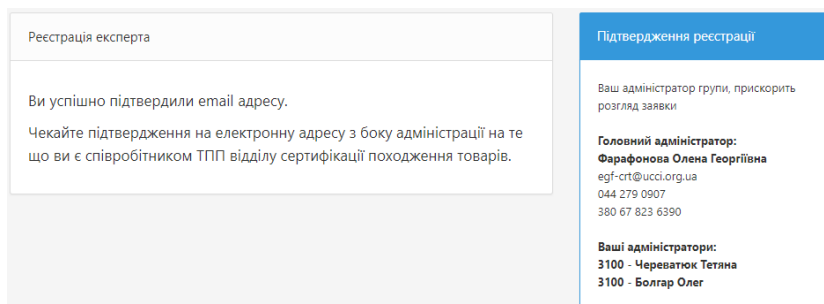 Реєстрація експерта
Ви успішно підтвердили email адресу.
Чекайте підтвердження на електронну адресу з боку адміністрації на те
що ви є співробітником ТПП відділу сертифікації походження товарів.
Підтвердження реєстрації
Ваш адміністратор групи, прискорить
розгляд заявки
Головний адміністратор:
Фарафонова Олена Георгіївна
egf-crt@ucci.org.ua
044 279 0907
380 67 823 6390
Ваші адміністратори:
3100 - Череватюк Тетяна
3100 - Болгар Олег